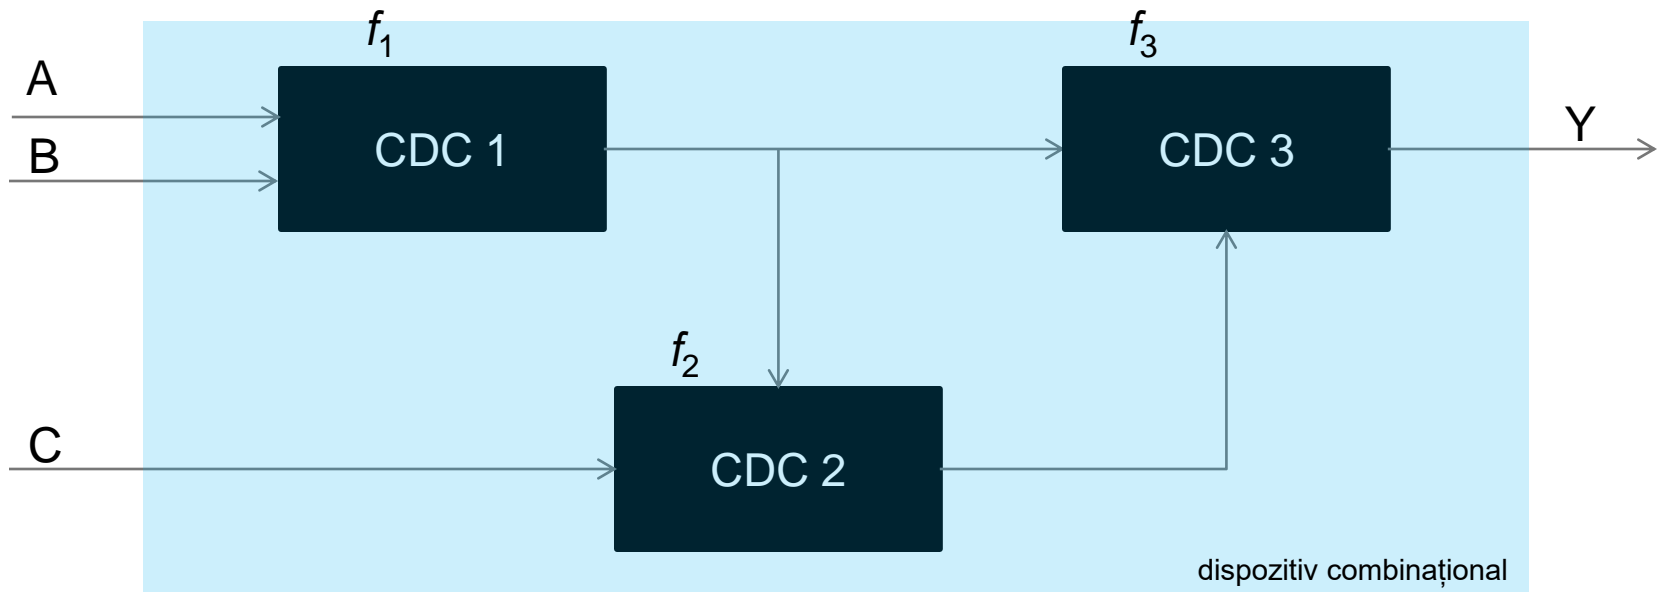 f1
f3
A
CDC 1
CDC 3
Y
B
f2
C
CDC 2
dispozitiv combinațional